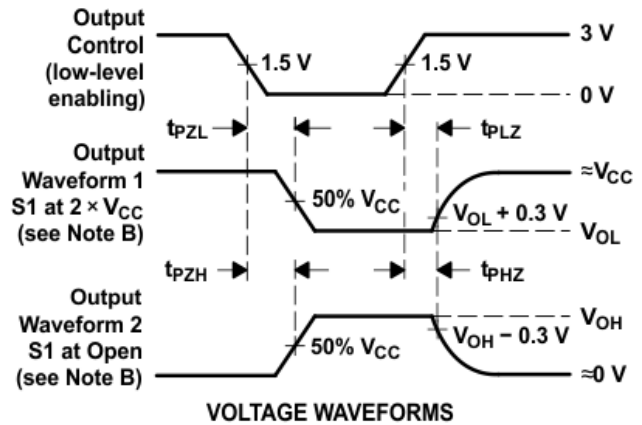 Output
Control
(low-level
enabling)
1.5 V
1.5 V
3 V
0 V
tPZL
tPLZ
Output
Waveform 1
S1 at 2 × VCC
(see Note B)
50% VCC
VOL + 0.3 V
≈VCC
VOL
tPZH
tPHZ
Output
Waveform 2
S1 at Open
(see Note B)
50% VCC
VOH − 0.3 V
VOH
≈0 V
VOLTAGE WAVEFORMS